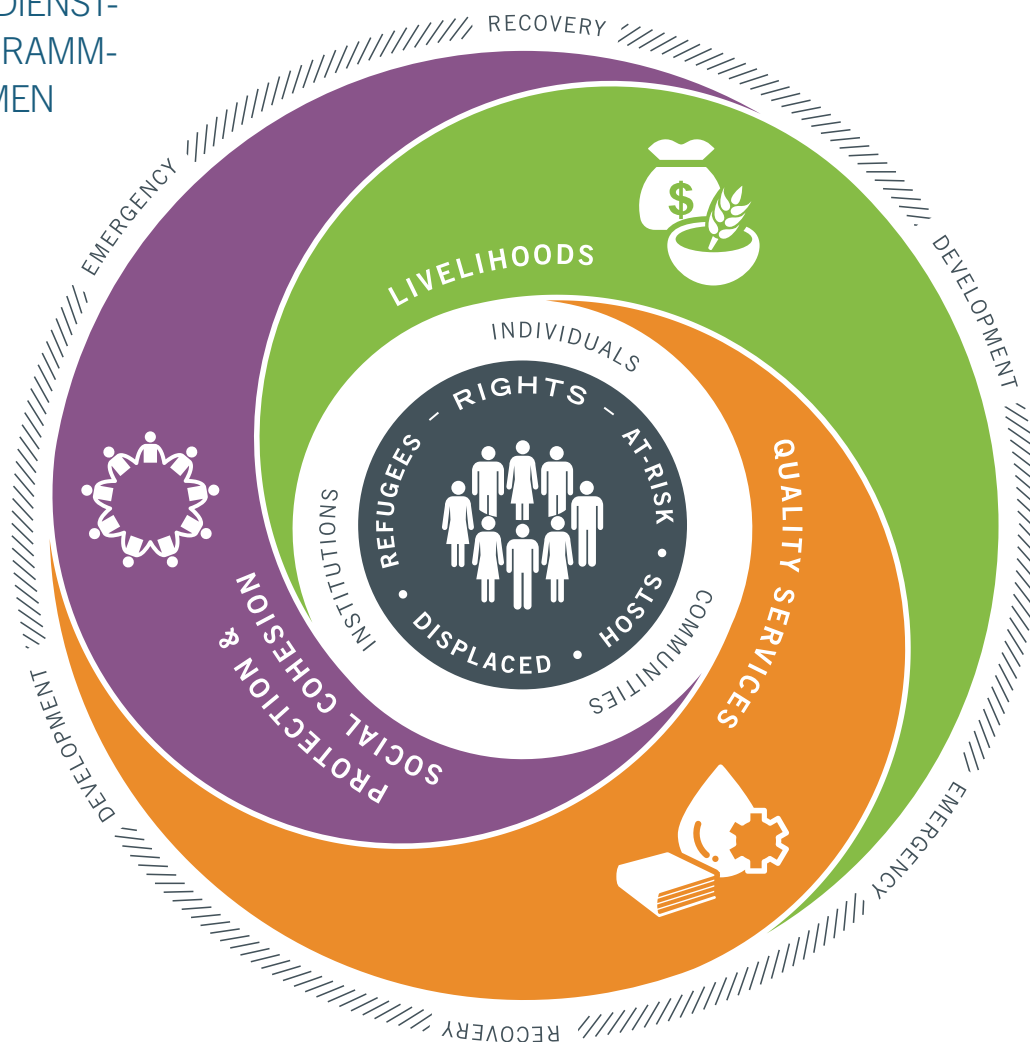 DIENST-
RAMM-
MEN
RECOVERY
DEVELOPMENT
EMERGENCY
RECOVERY
DEVELOPMENT
EMERGENCY
LIVELIHOODS
QUALITY SERVICES
PROTECTION &
SOCIAL COHESION
INDIVIDUALS
COMMUNITIES
INSTITUTIONS
REFUGEES – RIGHTS – AT-RISK • HOSTS • DISPLACED •
$